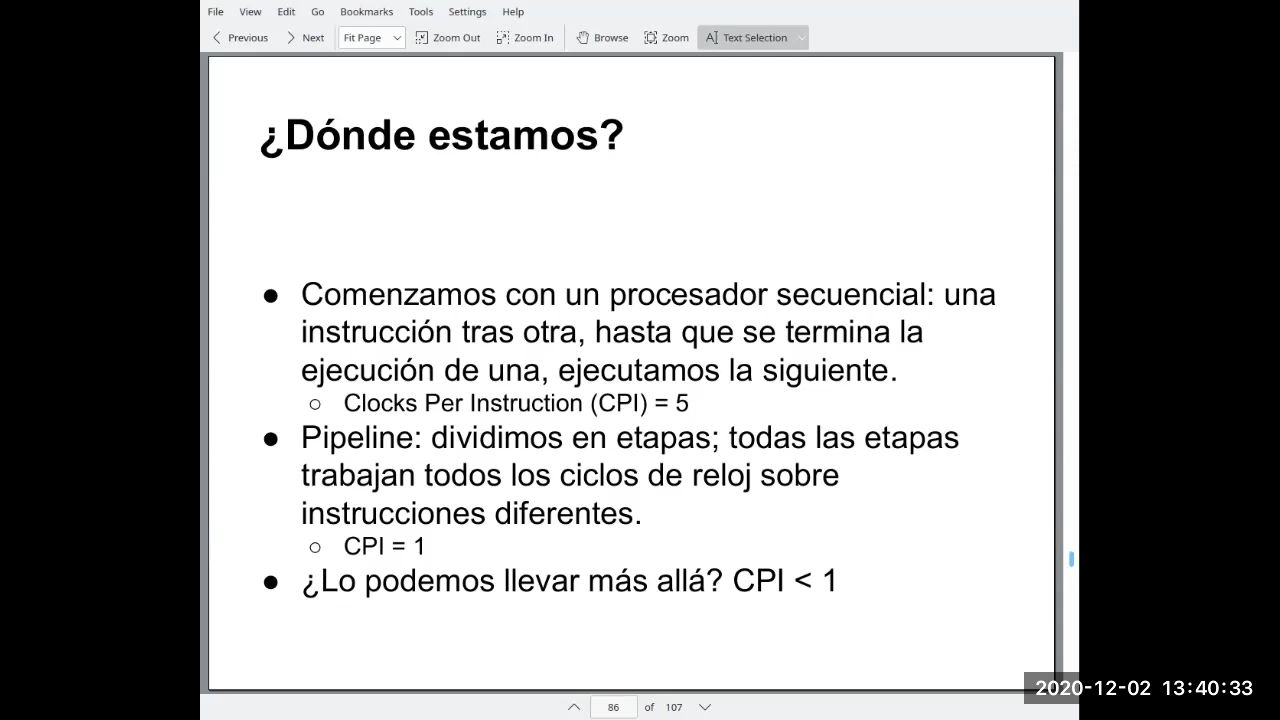 File View Edit Go Bookmarks Tools Settings Help
Previous Next Fit Page Zoom Out Zoom In Browse Zoom Text Selection
¿Dónde estamos?
● Comenzamos con un procesador secuencial: una
instrucción tras otra, hasta que se termina la
ejecución de una, ejecutamos la siguiente.
○ Clocks Per Instruction (CPI) = 5
● Pipeline: dividimos en etapas; todas las etapas
trabajan todos los ciclos de reloj sobre
instrucciones diferentes.
○ CPI = 1
● ¿Lo podemos llevar más allá? CPI < 1
2020-12-02 13:40:33
86 of 107